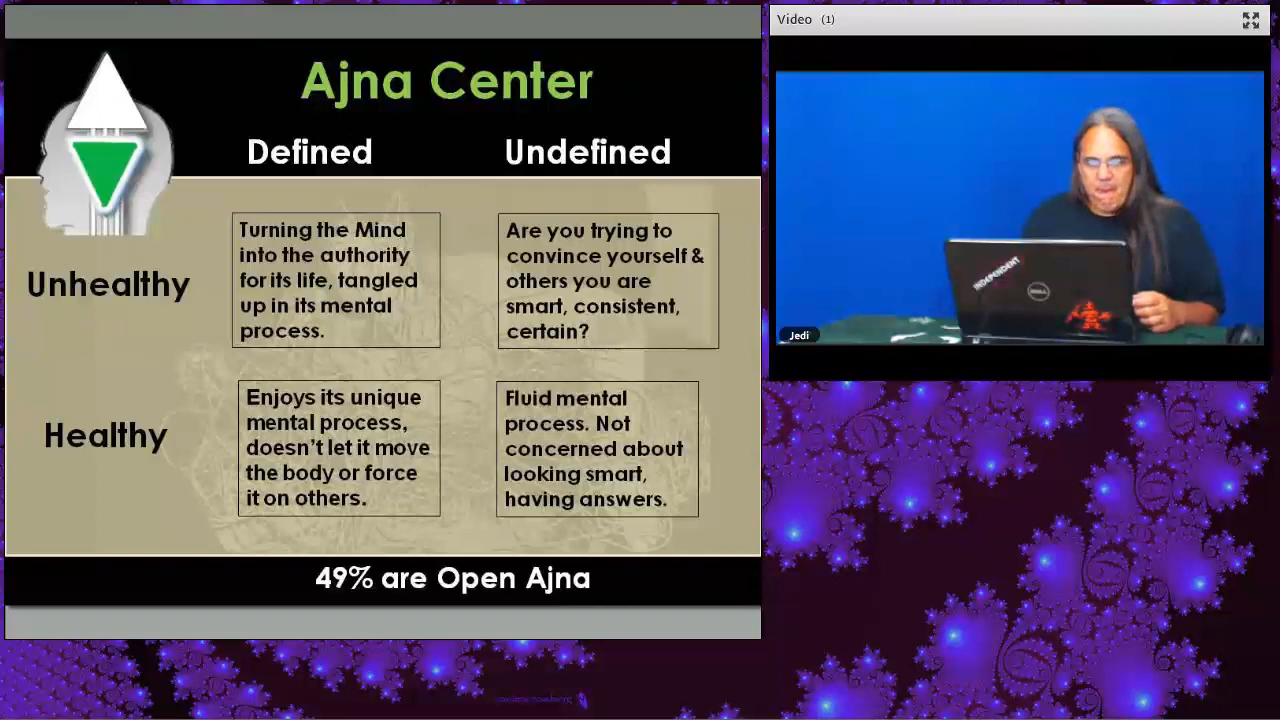 Ajna Center
Defined
Undefined
Unhealthy
Turning the Mind
into the authority
for its life, tangled
up in its mental
process.
Are you trying to
convince yourself &
others you are
smart, consistent,
certain?
Healthy
Enjoys its unique
mental process,
doesn't let it move
the body or force
it on others.
Fluid mental
process. Not
concerned about
looking smart,
having answers.
49% are Open Ajna
Video (1)
INDEPENDENT
DELL
Jedi